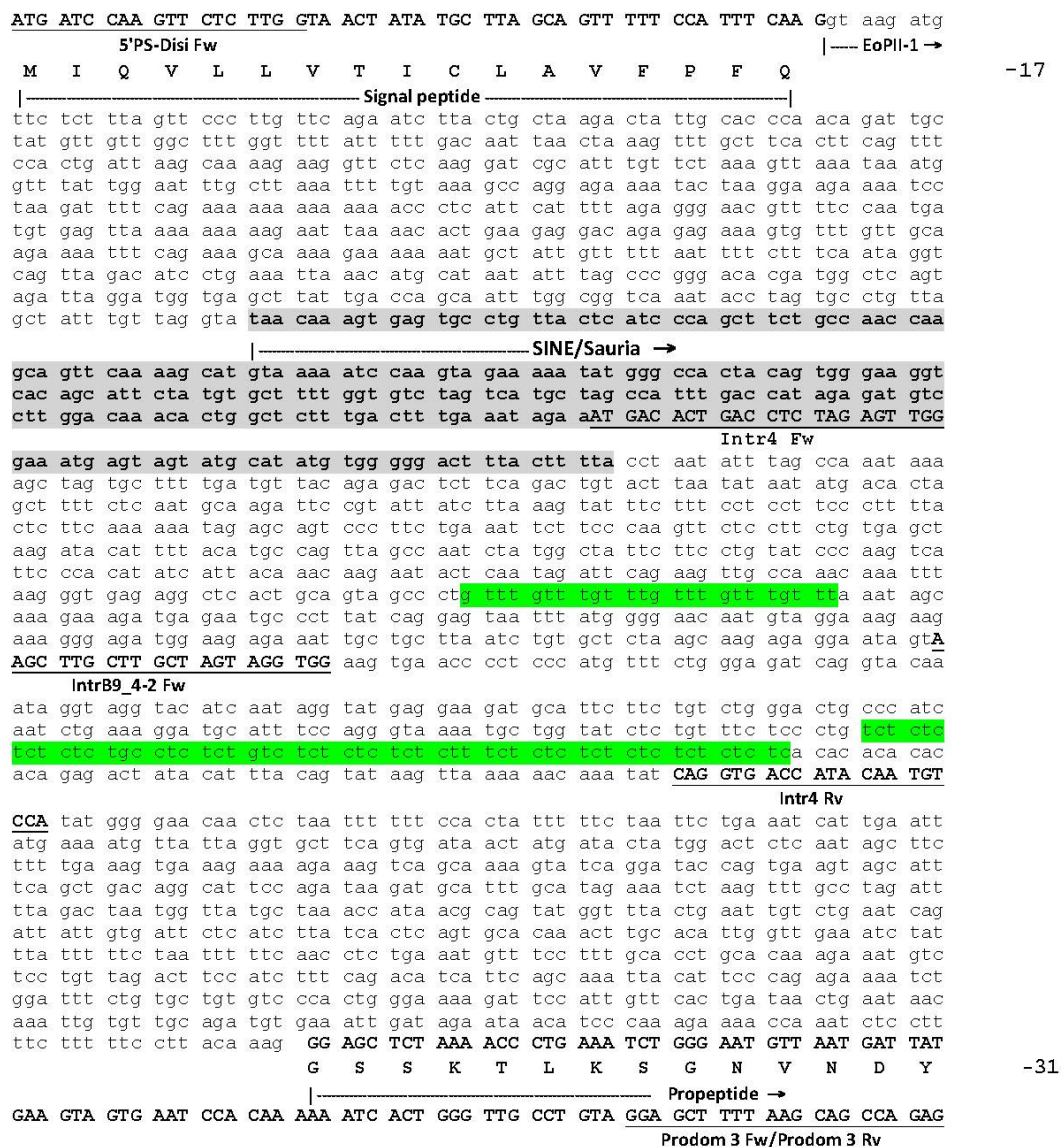 ATG ATC CAA GTT CTC TTG GTA ACT ATA TGC TTA GCA GTT TTT CCA TTT CAA Ggt aag atg
5'PS-Disi Fw
|----- EoPII-1 →
M I Q V L L V T I C L A V F P F Q -17
|---------- Signal peptide ----------|
ttc tct tta gtt ccc ttg ttc aga atc tta ctg cta aga cta ttg cac cca aca gat tgc
tat gtg ttg ggc ttt ggt ttt att ttt gac aat taa cta aag ttt gct tca ctt cag ttt
cca ctg att aag caa aag aag gtt ctc aag gat cgc att tgt tct aaa gtt aaa taa atg
gtt tat tgg aat ttg ctt aaa ttt tgt aaa gcc agg aga aaa tac taa gga aga aaa tcc
taa gat ttt cag aaa aaa aaa aaa acc ctc att cat ttt aga ggg aac gtt ttc caa tga
tgt gag tta aaa aaa aag aat taa aac act gaa gag gac aga gag aaa gtg ttt gtt gca
aga aaa ttt cag aaa gca aaa gaa aaa aat gct att gtt ttt aat ttc ctt tca ata ggt
cag tta gac atc ctg aaa tta aac atg cat aat att tag ccc ggg aca cga tgg ctc agt
aga tta gga tgg tga gct tat tga cca gca att tgg cgg tca aat acc tag tgc cct gtt a
gct att tgt tag gta taa caa agt gag tgc ctg tta ctc atc cca gct tct gcc aac caa
|---------- SINE/Sauria →
gca gtt caa aag cat gta aaa atc caa gta gaa aaa tat ggg cca cta cag tgg gaa ggt
cac agc att cta tgt gct ttt ggt gtc tag tca tgc tag cca ttt gac cat aga gat gtc
ctt gga caa aca ctg gct ctt tga ctt tga aat aga aAT GAC ACT GAC CTC TAG AGT TGG
Intr4 Fw
gaa atg agt agt atg cat atg tgg ggg act tta ctt tta cct aat att tag cca aat aaa
agc tag tgc ttt tga tgt tac aga gac tct tca gac tgt act taa tat aat atg aca cta
gct ttt ctc aat gca aga ttc cgt att atc tta aag tat ttc ttt cct cct tcc ttt tta
ctc ttc aaa aaa tag agc agt ccc ttc tga aat tct tcc caa gtt ctc ctt ctg tga gct
aag ata cat ttt aca tgc cag tta gcc aat cta tgg cta ttc ttc ctg tat ccc aag tca
ttc cca cat atc att aca aac aag aat act caa tag att cag aag ttg cca aac aaa ttt
aag ggt gag agg ctc act gca gta gcc ctg ttt gtt tgt ttg ttt gtt tgt tta aat agc
aaa gaa aga tga gaa tgc cct tat cag gag taa ttt atg ggg aac aat gta gga aag aag
aaa ggg aga tgg aag aga aat tgc tgc tta atc tgt gct cta agc aag aga gga ata gtA
AGC TTG CTT GCT AGT AGG TGG aag tga acc cct ccc atg ttt ctg gga gat cag gta caa
IntrB9_4-2 Fw
ata ggt agg tac atc aat agg tat gag gaa gat gca ttc ttc tgt ctg gga ctg ccc atc
aat ctg aaa gga tgc att tcc agg gta aaa tgc tgg tat ctc tgt ttc tcc ctg tct ctc
tct ctc tgc ctc tct gtc tct ctc tct ctt tct ctc tct ctc tct ctc tca cac aca cac
aca gag act ata cat tta cag tat aag tta aaa aac aaa tat CAG GTG ACC ATA CAA TGT
Intr4 Rv
CCA tat ggg gaa caa ctc taa ttt ttt cca cta ttt ttc taa ttc tga aat cat tga att
atg aaa atg tta ggt gct tca gtg ata act atg ata cta tgg act ctc aat agc ttc
ttt tga agt tga aag aaa aga agt cag caa aag tat cag gat acc agt gaa gta gca tt
tca gct gac agg cat tcc aga taa gat gca ttt gca tag aaa tct aag ttt gcc tag att
tta gac taa tgg tta tgc taa acc ata acg cag tat ggt tta ctg aat tgt ctg aat cag
att att gtg att ctc atc tta tca ctc agt gca caa act tgc aca ttg gtt gaa atc tat
tta ttt ttc taa ttt ttc aac ctc tga aat gtt tcc ttt gca cct gca aaa gaa atg gtc
tcc tgt tag act tcc atc ttt cag aca tca ttc agc aaa tta cat tcc cag aag aaa tct
gga ttt ctg tgc tgt gtc cca ctg gga aaa gat tcc att gtt cac tga taa ctg aat aac
aaa ttg tgt tgc aga tgt gaa att gat aga ata aca tcc caa aga aaa cca aat ctc ctt
ttc ttt ttc ctt aca aag GG AGC TCT AAA ACC CTG AAA TCT GGG AAT GTT AAT GAT TAT
G S S K T L K S G N V N D Y -31
|---------- Propeptide →
GAA GTA GTG AAT CCA CAA AAA ATC ACT GGG TTG CCT GTA GGA GCT TTT AAG CAG CCA GAG
Prodom 3 Fw/Prodom 3 Rv